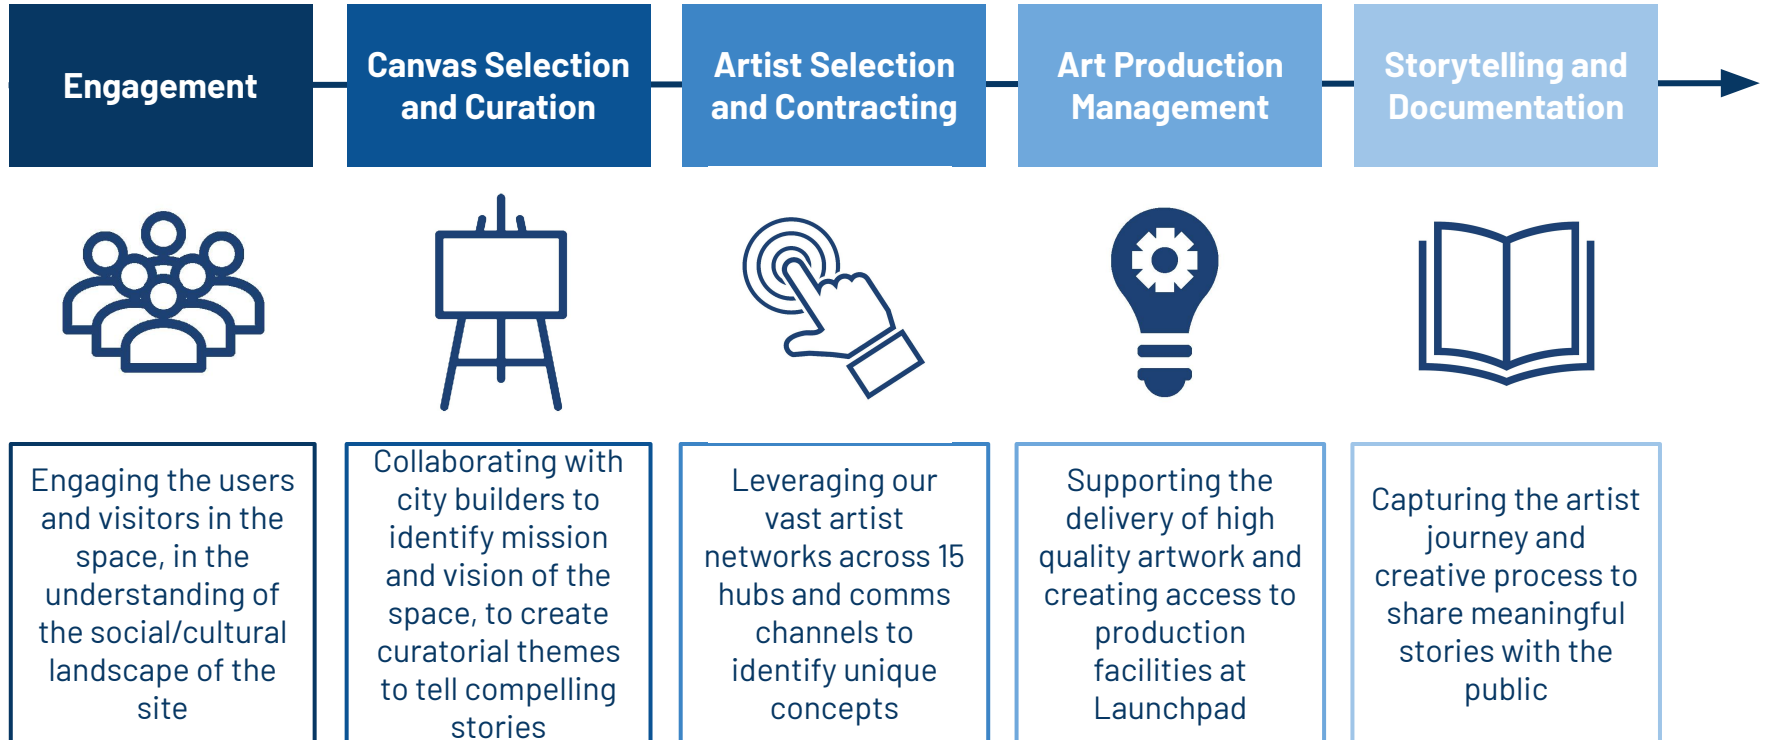 Engagement
Canvas Selection
and Curation
Artist Selection
and Contracting
Art Production
Management
Storytelling and
Documentation
Engaging the users
and visitors in the
space, in the
understanding of
the social/cultural
landscape of the
site
Collaborating with
city builders to
identify mission
and vision of the
space, to create
curatorial themes
to tell compelling
stories
Leveraging our
vast artist
networks across 15
hubs and comms
channels to
identify unique
concepts
Supporting the
delivery of high
quality artwork and
creating access to
production
facilities at
Launchpad
Capturing the artist
journey and
creative process to
share meaningful
stories with the
public